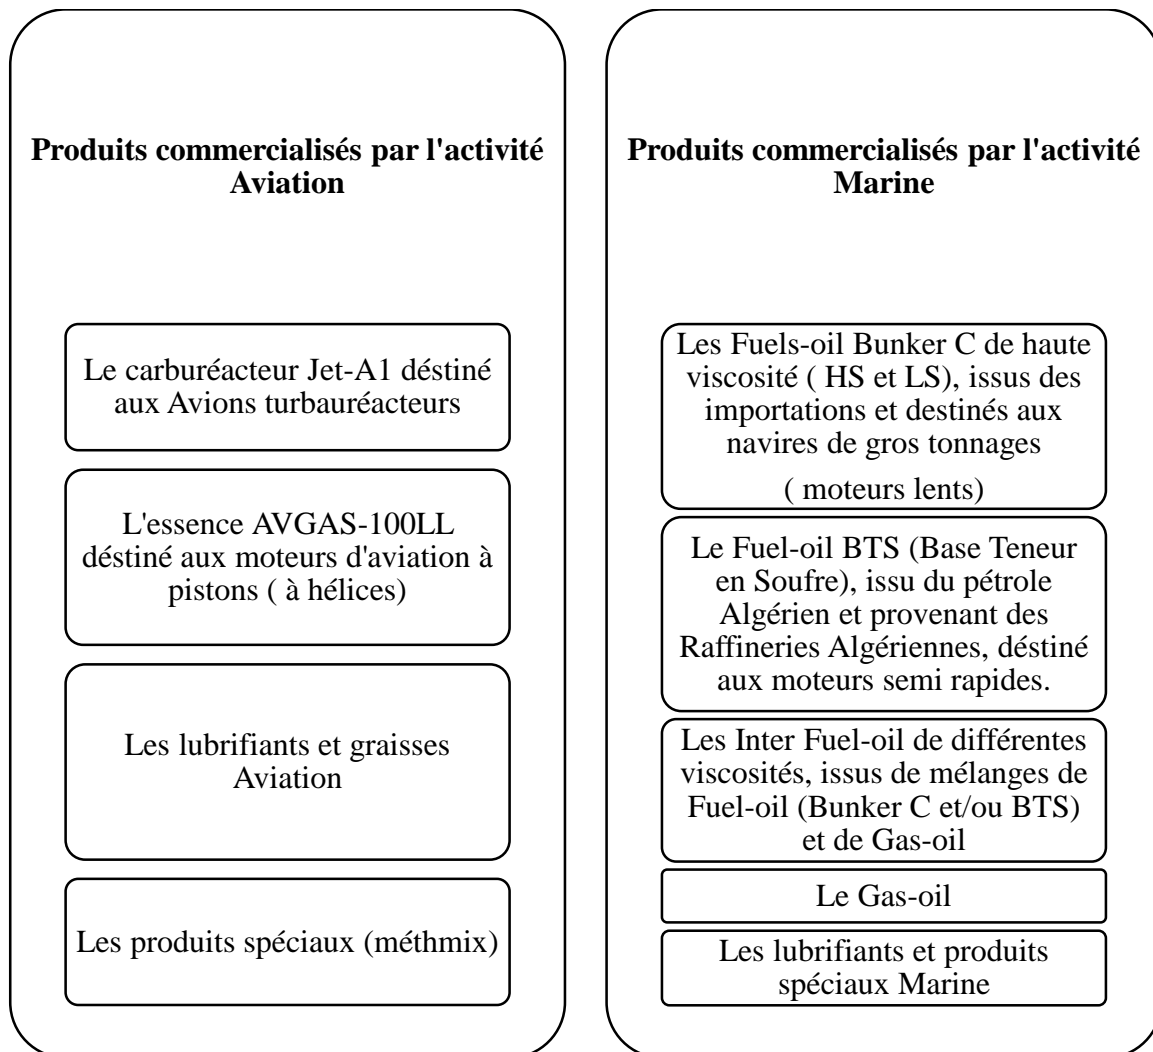 Produits commercialisés par l'activité
Aviation
Le carburéacteur Jet-A1 déstiné
aux Avions turbauréacteurs
L'essence AVGAS-100LL
déstiné aux moteurs d'aviation à
pistons ( à hélices)
Les lubrifiants et graisses
Aviation
Les produits spéciaux (méthmix)
Produits commercialisés par l'activité
Marine
Les Fuels-oil Bunker C de haute
viscosité ( HS et LS), issus des
importations et destinés aux
navires de gros tonnages
( moteurs lents)
Le Fuel-oil BTS (Base Teneur
en Soufre), issu du pétrole
Algérien et provenant des
Raffineries Algériennes, déstiné
aux moteurs semi rapides.
Les Inter Fuel-oil de différentes
viscosités, issus de mélanges de
Fuel-oil (Bunker C et/ou BTS)
et de Gas-oil
Le Gas-oil
Les lubrifiants et produits
spéciaux Marine